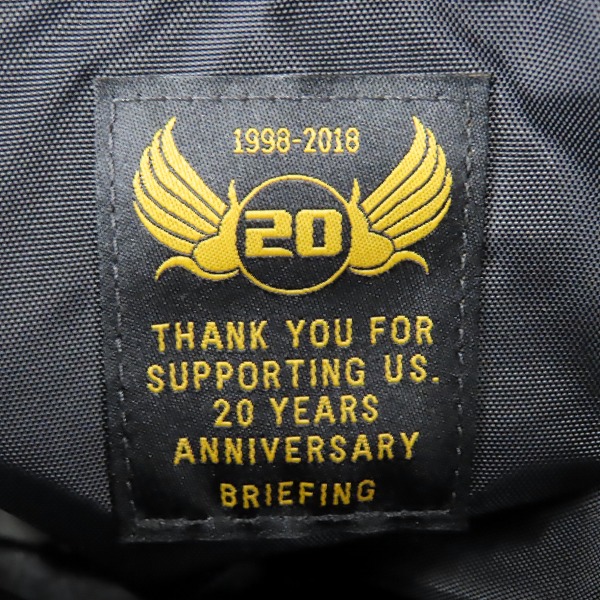 1998-2018
20
THANK YOU FOR
SUPPORTING US.
20 YEARS
ANNIVERSARY
BRIEFING